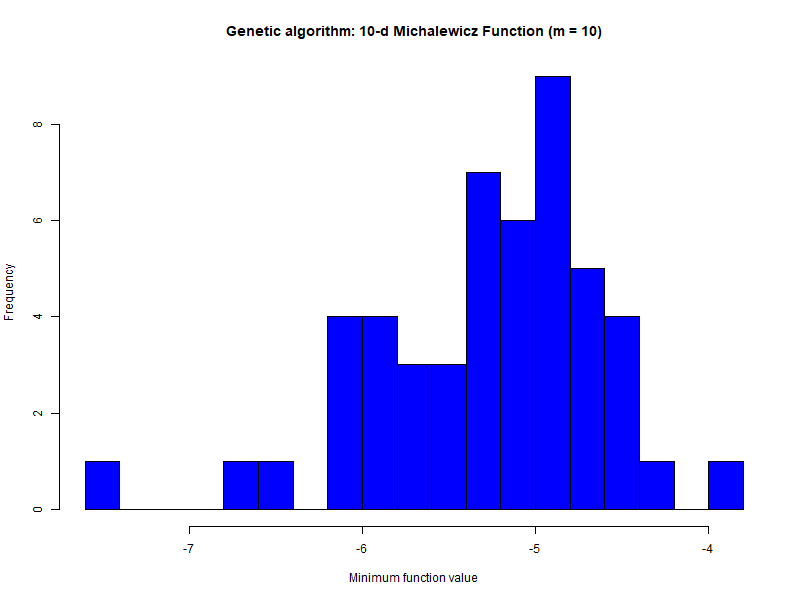 Genetic algorithm: 10-d Michalewicz Function (m = 10)
8
6
4
2
0
Frequency
-7 -6 -5 -4
Minimum function value